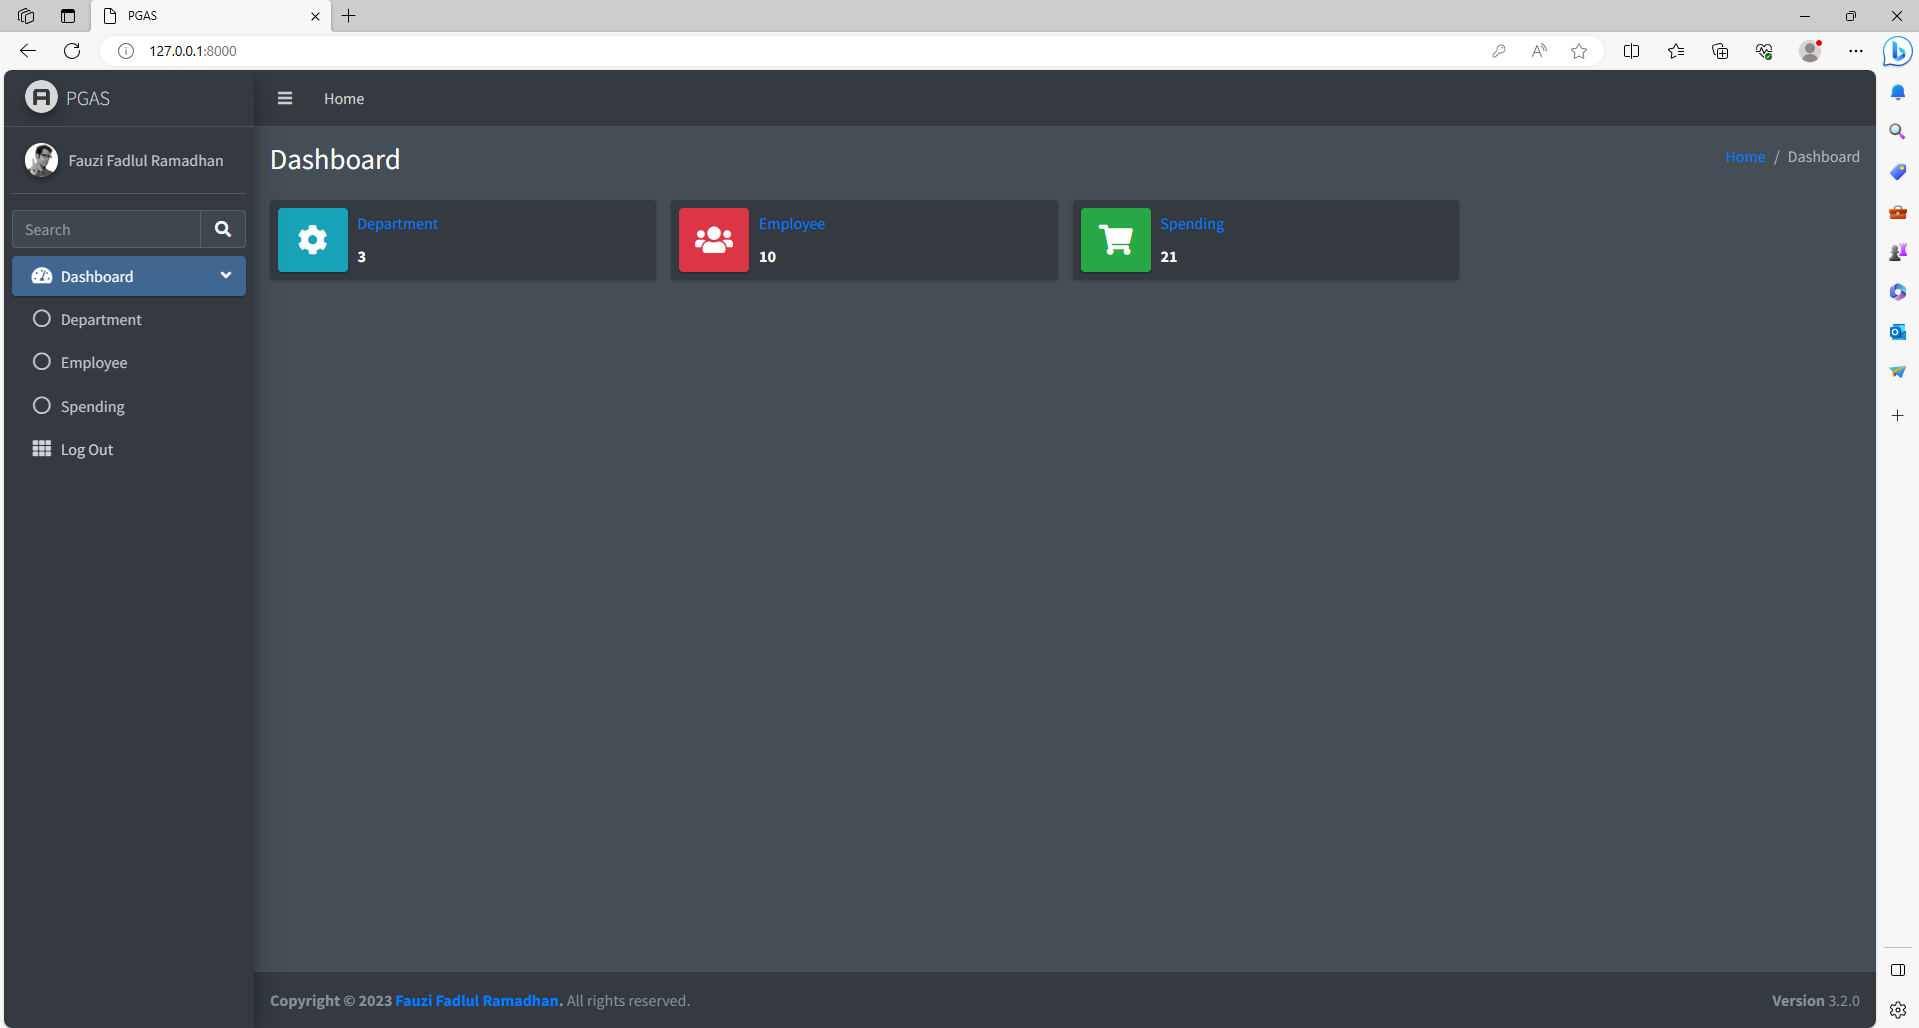 PGAS
127.0.0.1:8000
PGAS
Home
Fauzi Fadlul Ramadhan
Dashboard
Home / Dashboard
Search
Department
3
Employee
10
Spending
21
Dashboard
Department
Employee
Spending
Log Out
Copyright © 2023 Fauzi Fadlul Ramadhan. All rights reserved.
Version 3.2.0